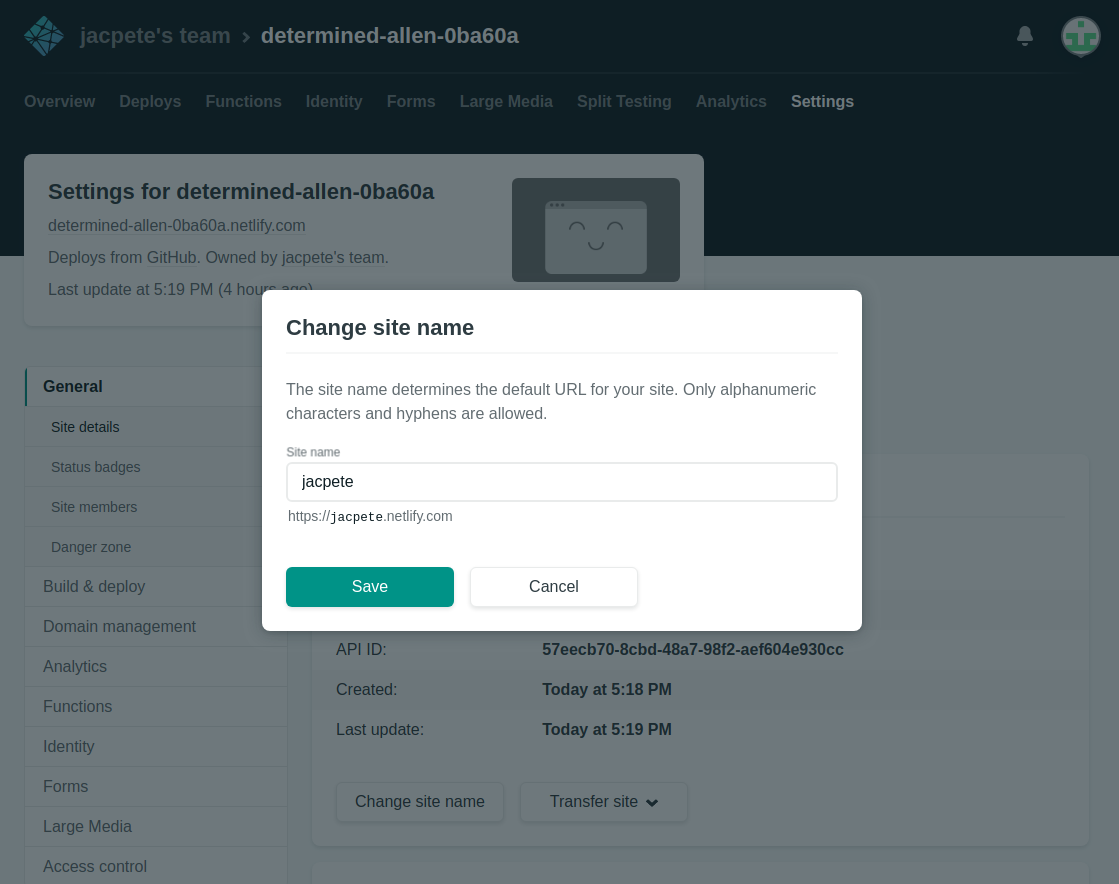 jacpete's team > determined-allen-0ba60a
Overview Deploys Functions Identity Forms Large Media Split Testing Analytics Settings
Settings for determined-allen-0ba60a
determined-allen-0ba60a.netlify.com
Deploys from GitHub. Owned by jacpete's team.
Last update at 5:19 PM (4 hours ago)
Change site name
The site name determines the default URL for your site. Only alphanumeric
characters and hyphens are allowed.
Site name
jacpete
https://jacpete.netlify.com
Save Cancel
General
Site details
Status badges
Site members
Danger zone
Build & deploy
Domain management
Analytics
Functions
Identity
Forms
Large Media
Access control
API ID: 57eecb70-8cbd-48a7-98f2-aef604e930cc
Created: Today at 5:18 PM
Last update: Today at 5:19 PM
Change site name Transfer site